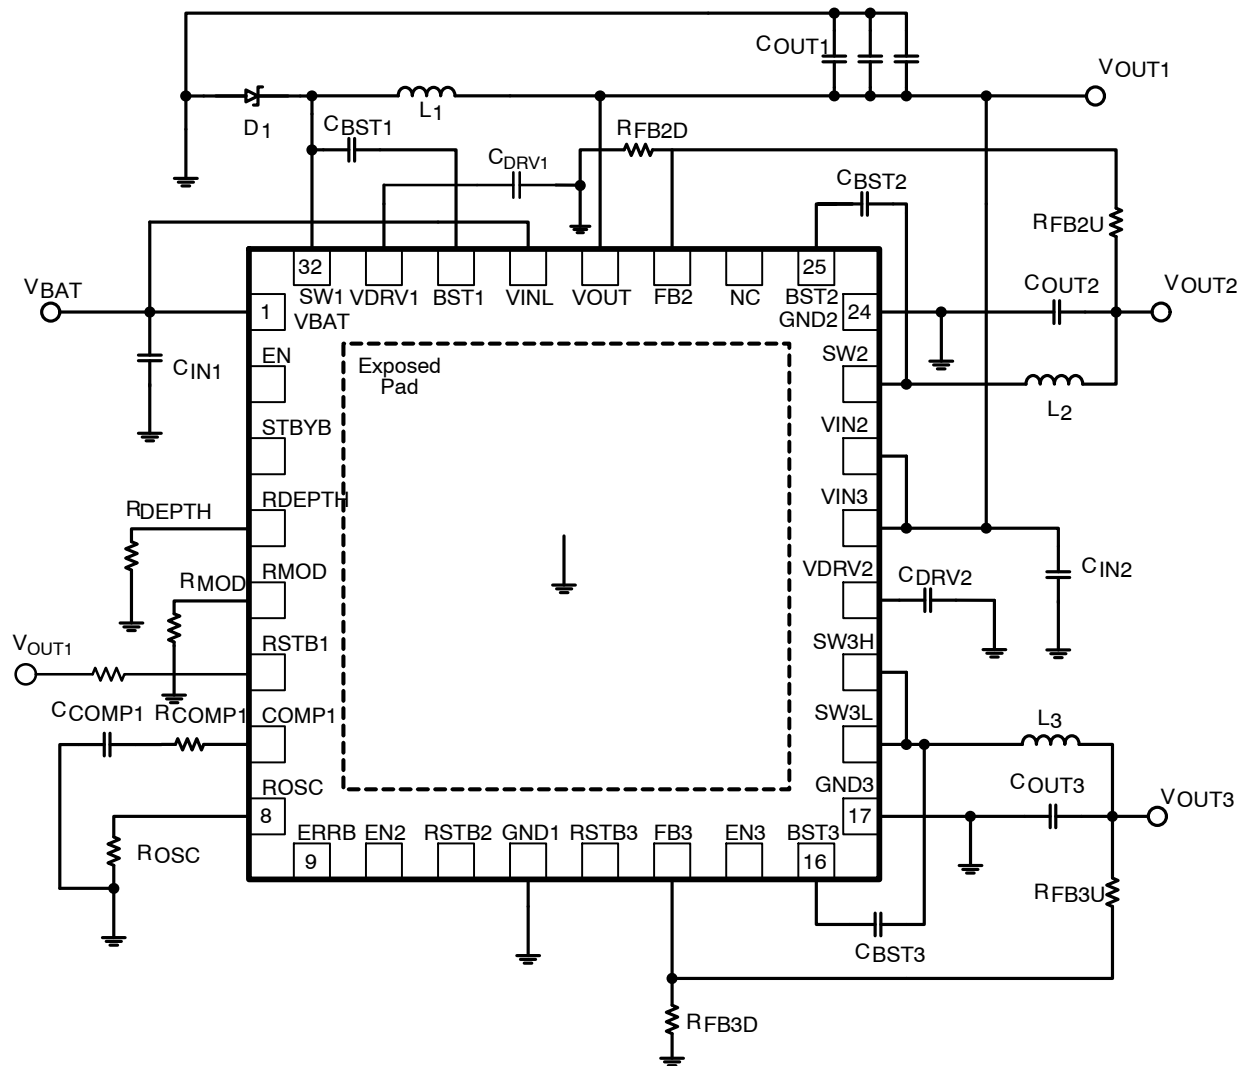 COUT1
VOUT1
D1
L1
CBST1
RFB2D
CDRV1
CBST2
RFB2U
VBAT
32
25
SW1
VDRV1
BST1
VINL
VOUT
FB2
NC
BST2
COUT2
VOUT2
1
VBAT
GND2
24
CIN1
EN
Exposed
Pad
SW2
L2
STBYB
VIN2
RDEPTH
RDEPTH
VIN3
RMOD
RMOD
VDRV2
CDRV2
CIN2
VOUT1
RSTB1
SW3H
CCOMP1
RCOMP1
COMP1
SW3L
L3
ROSC
GND3
COUT3
VOUT3
8
17
ROSC
ERRB
EN2
RSTB2
GND1
RSTB3
FB3
EN3
BST3
9
16
RFB3U
CBST3
RFB3D